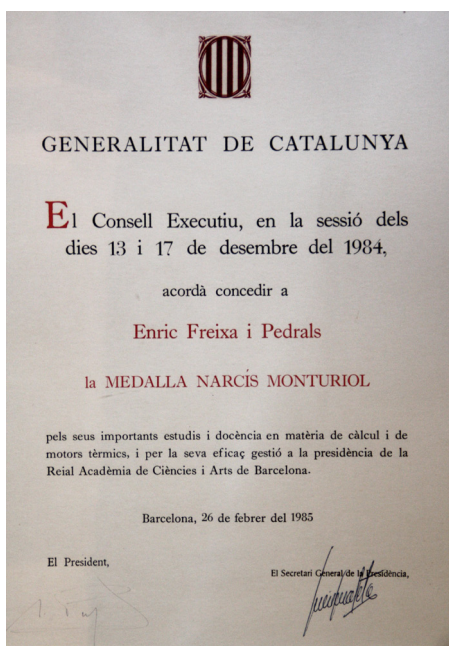 GENERALITAT DE CATALUNYA
El Consell Executiu, en la sessió dels
dies 13 i 17 de desembre del 1984,
acordà concedir a
Enric Freixa i Pedrals
la MEDALLA NARCÍS MONTURIOL
pels seus importants estudis i docència en matèria de càlcul i de
motors tèrmics, i per la seva eficaç gestió a la presidència de la
Reial Acadèmia de Ciències i Arts de Barcelona.
Barcelona, 26 de febrer del 1985
El President,
El Secretari General de la Presidència,